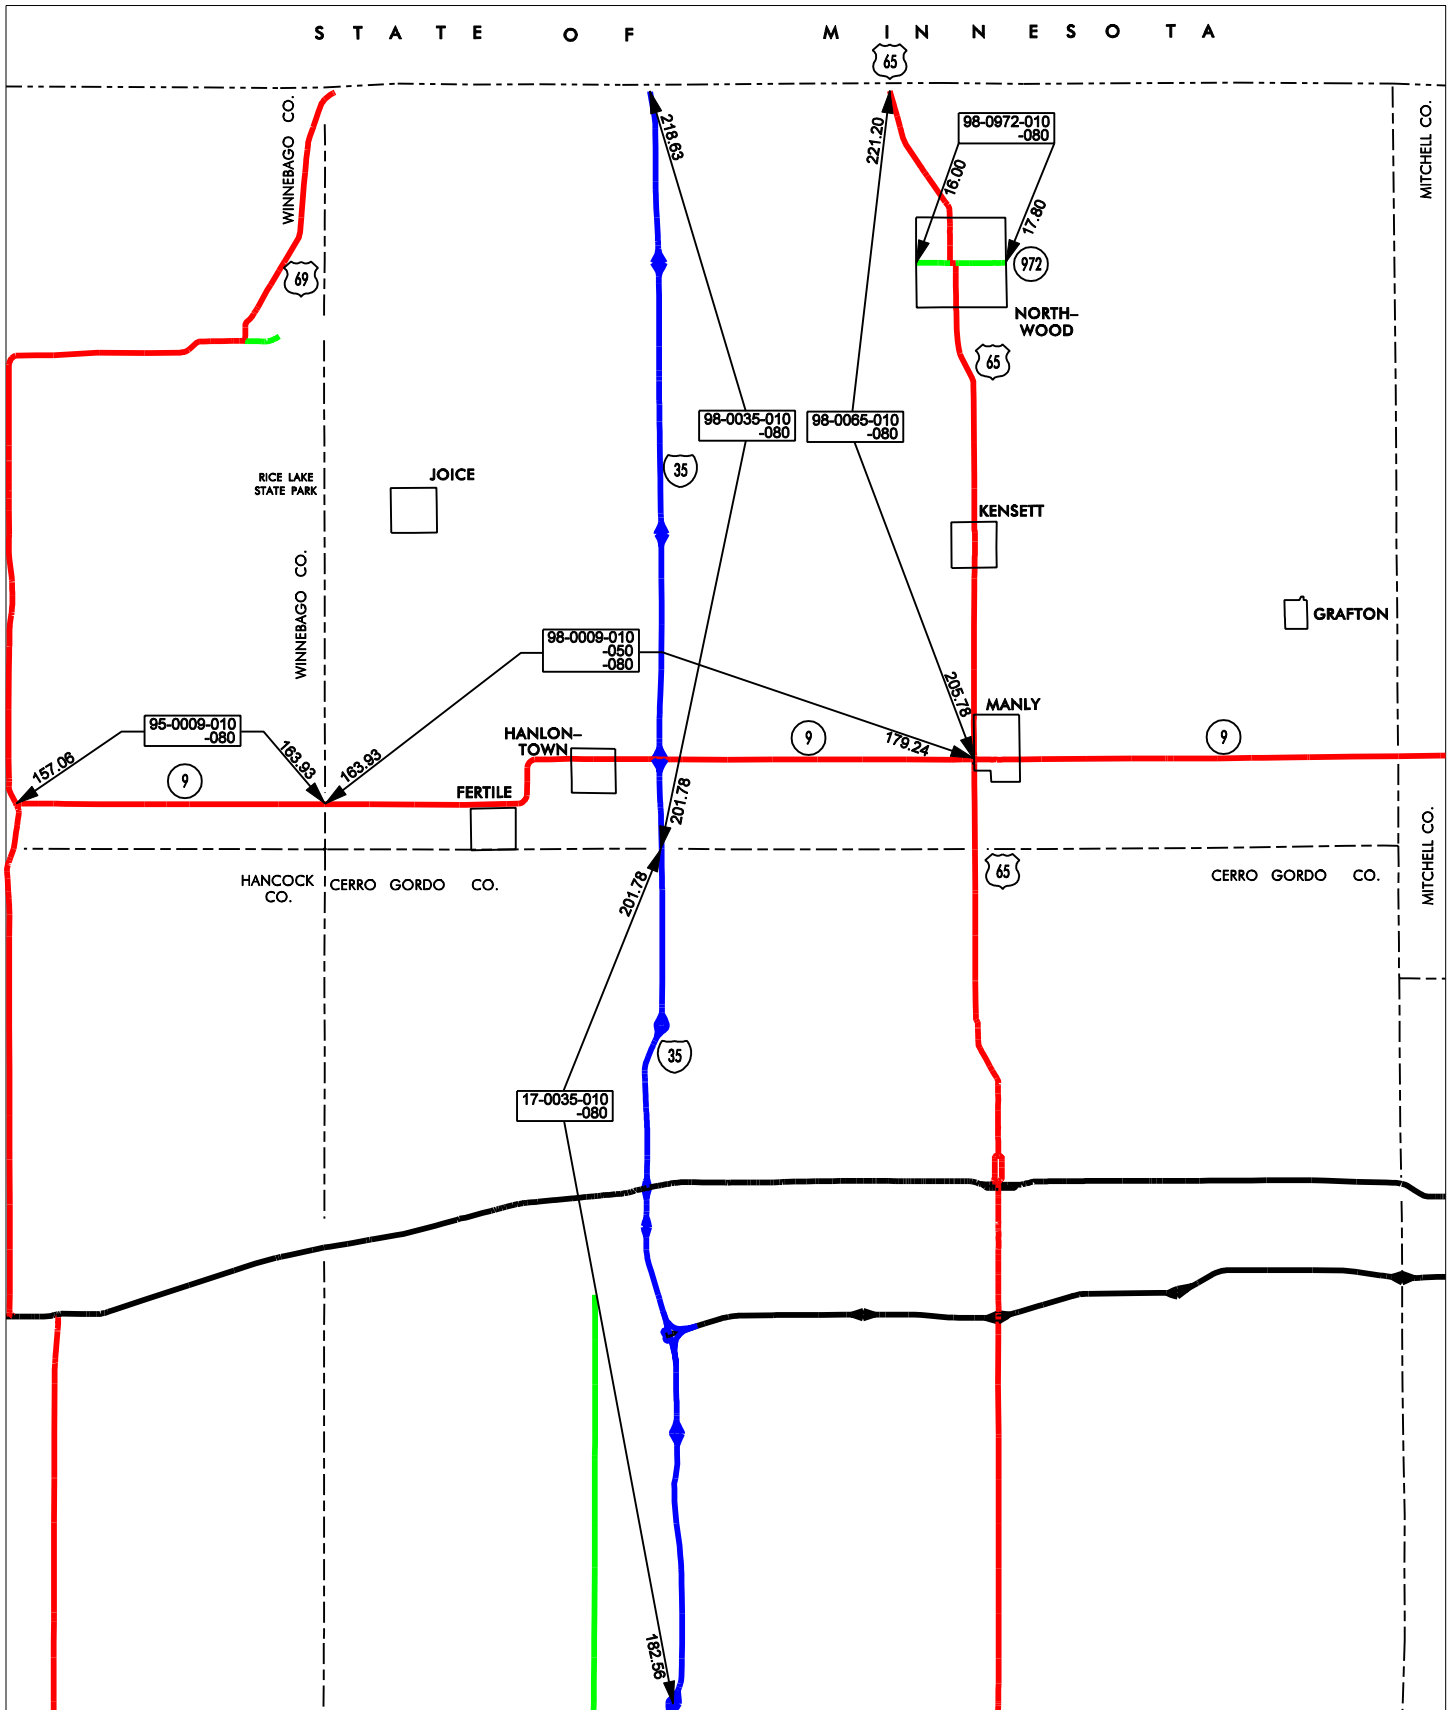 STATE OF MINNESOTA
65
WINNEBAGO CO.
218.63
221.20
98-0972-010
-080
16.00
17.80
MITCHELL CO.
69
972
NORTH–
WOOD
65
98-0035-010
-080
98-0065-010
-080
35
RICE LAKE
STATE PARK
JOICE
KENSETT
WINNEBAGO CO.
GRAFTON
98-0009-010
-050
-080
95-0009-010
-080
205.78
MANLY
HANLON–
TOWN
9
179.24
9
157.06
163.93
163.93
9
FERTILE
201.78
MITCHELL CO.
HANCOCK
CO.
CERRO GORDO CO.
201.78
65
CERRO GORDO CO.
35
17-0035-010
-080
182.56